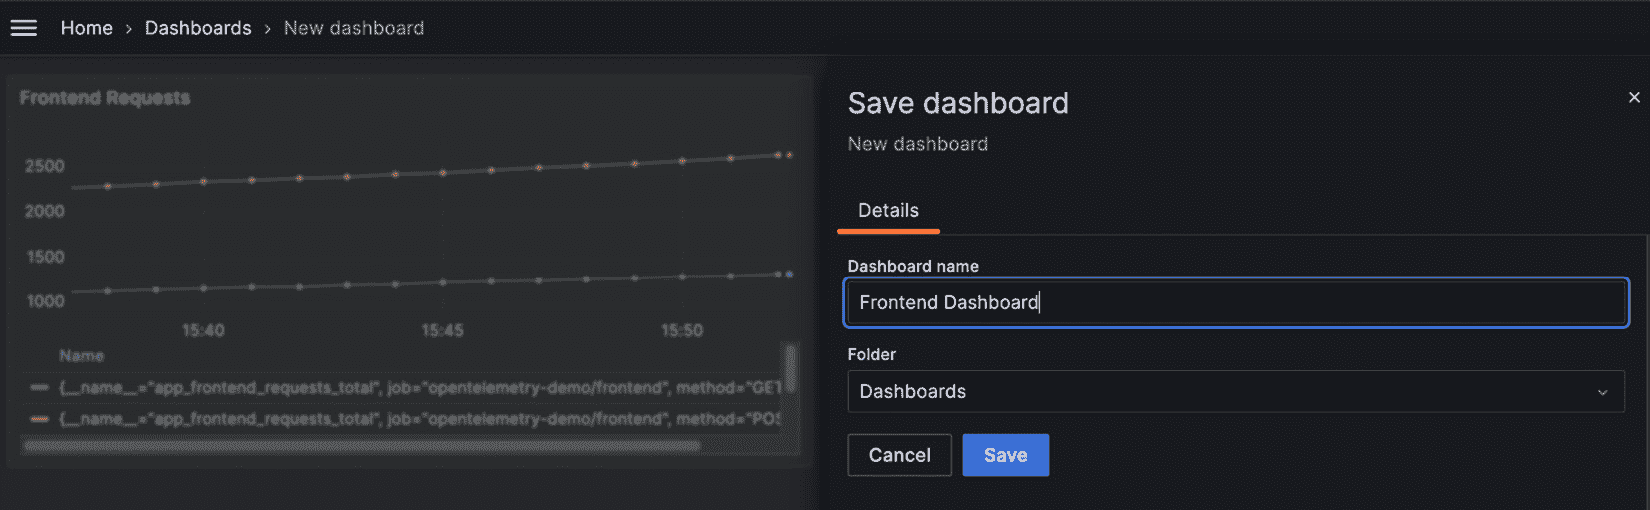 Home › Dashboards › New dashboard
Frontend Requests
2500
2000
1500
1000
15:40 15:45 15:50
Name
{__name__="app_frontend_requests_total", job="opentelemetry-demo/frontend", method="GET
{__name__="app_frontend_requests_total", job="opentelemetry-demo/frontend", method="POS
Save dashboard
New dashboard
Details
Dashboard name
Frontend Dashboard
Folder
Dashboards
Cancel Save